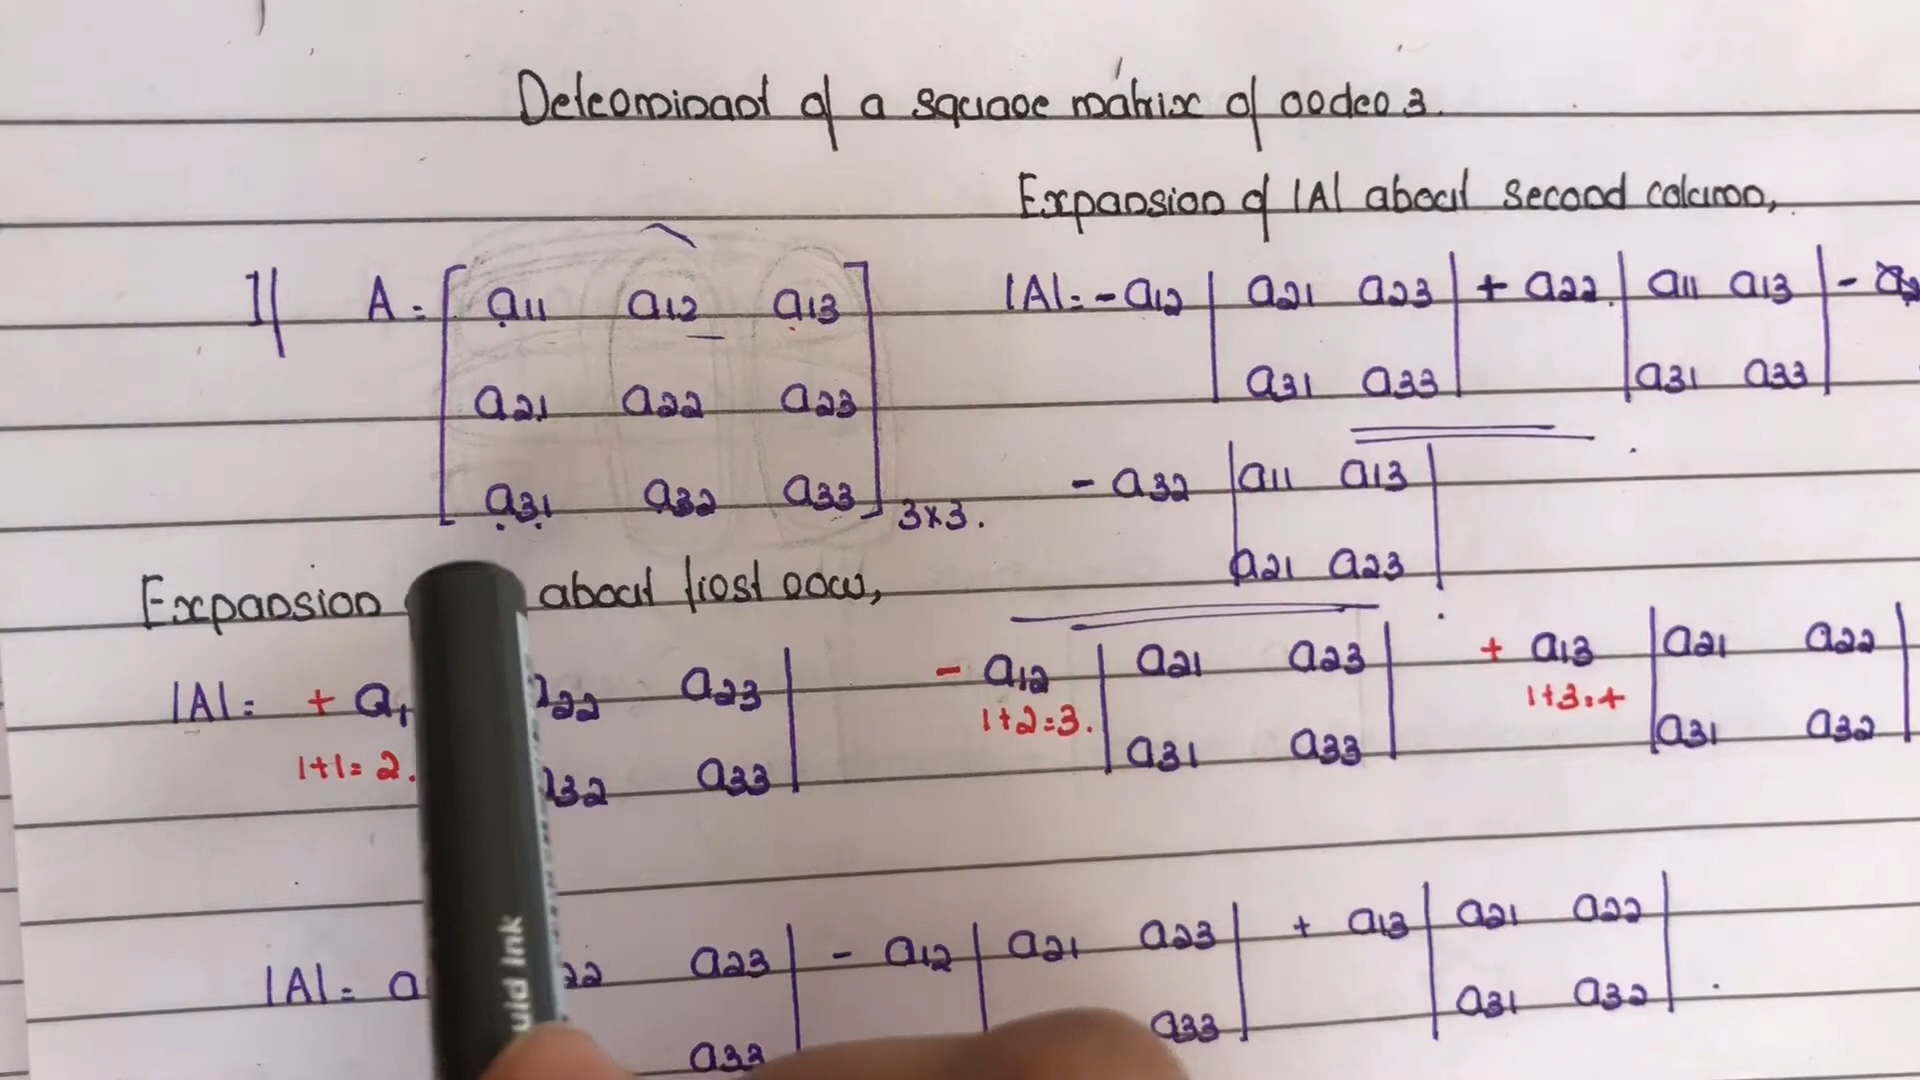 Determinant of a square matrix of order 3.
Expansion of |A| about second column,
1| A = [ a11 a12 a13
a21 a22 a23
a31 a32 a33 ] 3×3.
|A| = - a12 | a21 a23 | + a22 | a11 a13 | -
a31 a33 | a31 a33
- a32 | a11 a13 |
a21 a23
Expansion about first row,
|A| = + a22 a23 | - a12 | a21 a23 | + a13 | a21 a22 |
1+1=2. a32 a33 1+2=3. a31 a33 1+3=4 a31 a32
|A| = a a22 a23 | - a12 | a21 a23 | + a13 | a21 a22 | .
a33 a33 a31 a32
uid Ink